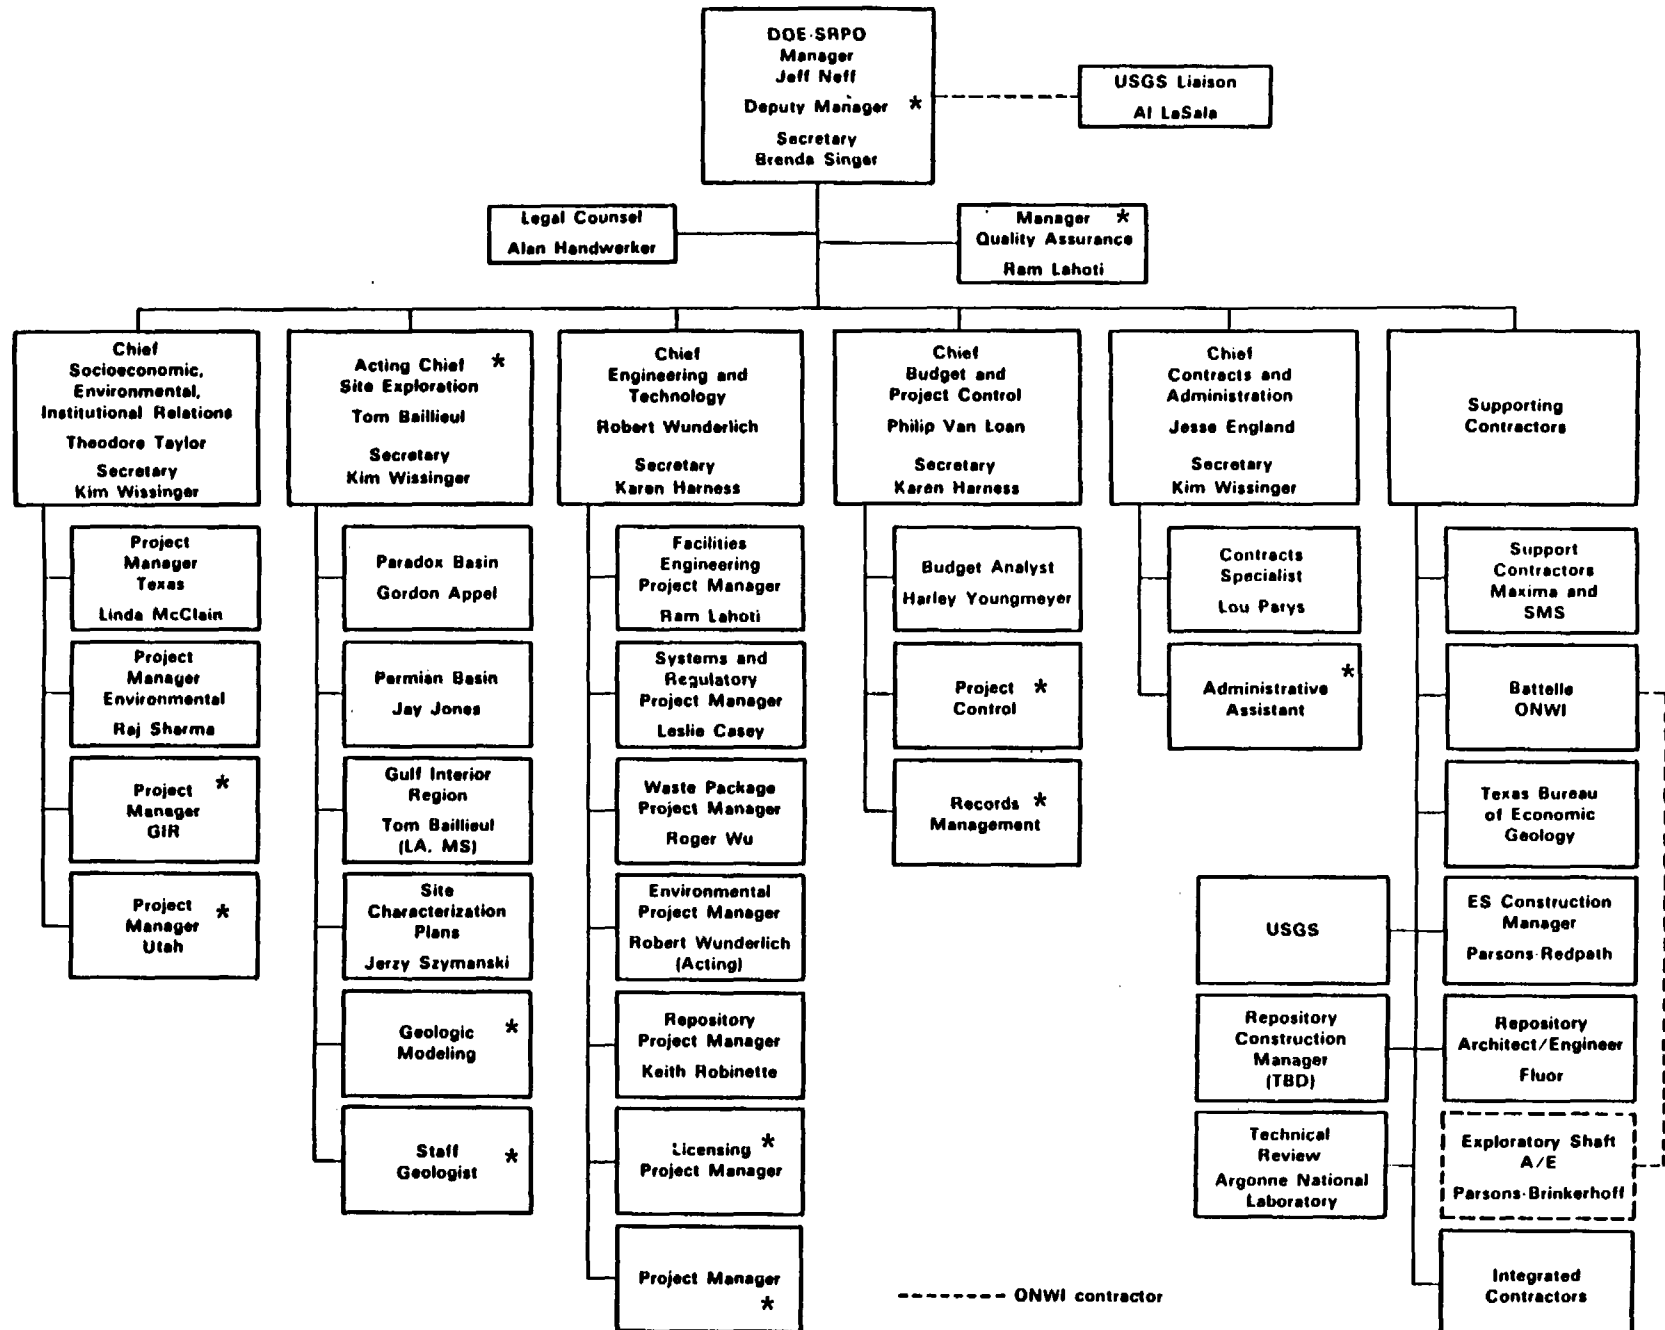 DOE-SRPO
Manager
Jeff Neff
Deputy Manager *
Secretary
Brenda Singer
USGS Liaison
Al LaSala
Legal Counsel
Alan Handwerker
Manager *
Quality Assurance
Ram Lahoti
Chief
Socioeconomic,
Environmental,
Institutional Relations
Theodore Taylor
Secretary
Kim Wissinger
Acting Chief *
Site Exploration
Tom Baillieul
Secretary
Kim Wissinger
Chief
Engineering and
Technology
Robert Wunderlich
Secretary
Karen Harness
Chief
Budget and
Project Control
Philip Van Loan
Secretary
Karen Harness
Chief
Contracts and
Administration
Jesse England
Secretary
Kim Wissinger
Supporting
Contractors
Project
Manager
Texas
Linda McClain
Project
Manager
Environmental
Raj Sharma
Project *
Manager
GIR
Project
Manager *
Utah
Paradox Basin
Gordon Appel
Permian Basin
Jay Jones
Gulf Interior
Region
Tom Baillieul
(LA, MS)
Site
Characterization
Plans
Jerzy Szymanski
Geologic *
Modeling
Staff
Geologist *
Facilities
Engineering
Project Manager
Ram Lahoti
Systems and
Regulatory
Project Manager
Leslie Casey
Waste Package
Project Manager
Roger Wu
Environmental
Project Manager
Robert Wunderlich
(Acting)
Repository
Project Manager
Keith Robinette
Licensing *
Project Manager
Project Manager
*
Budget Analyst
Harley Youngmeyer
Project *
Control
Records *
Management
Contracts
Specialist
Lou Parys
Administrative *
Assistant
Support
Contractors
Maxima and
SMS
Battelle
ONWI
Texas Bureau
of Economic
Geology
USGS
ES Construction
Manager
Parsons-Redpath
Repository
Construction
Manager
(TBD)
Repository
Architect/Engineer
Fluor
Technical
Review
Argonne National
Laboratory
Exploratory Shaft
A/E
Parsons-Brinkerhoff
Integrated
Contractors
------- ONWI contractor